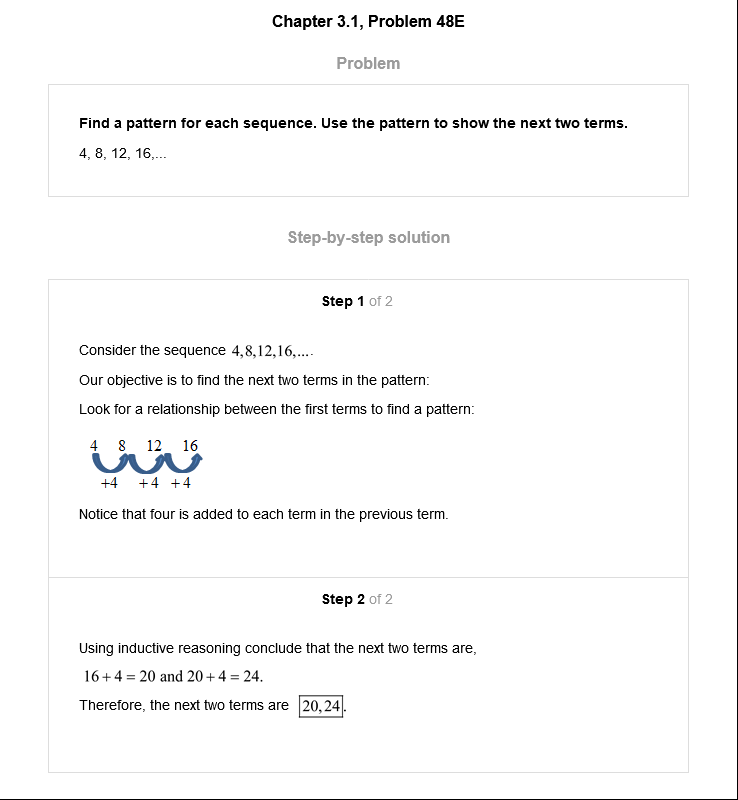 Chapter 3.1, Problem 48E
Problem
Find a pattern for each sequence. Use the pattern to show the next two terms.
4, 8, 12, 16,...
Step-by-step solution
Step 1 of 2
Consider the sequence 4,8,12,16,....
Our objective is to find the next two terms in the pattern:
Look for a relationship between the first terms to find a pattern:
4 8 12 16
+4 +4 +4
Notice that four is added to each term in the previous term.
Step 2 of 2
Using inductive reasoning conclude that the next two terms are,
16 + 4 = 20 and 20 + 4 = 24.
Therefore, the next two terms are 20,24.